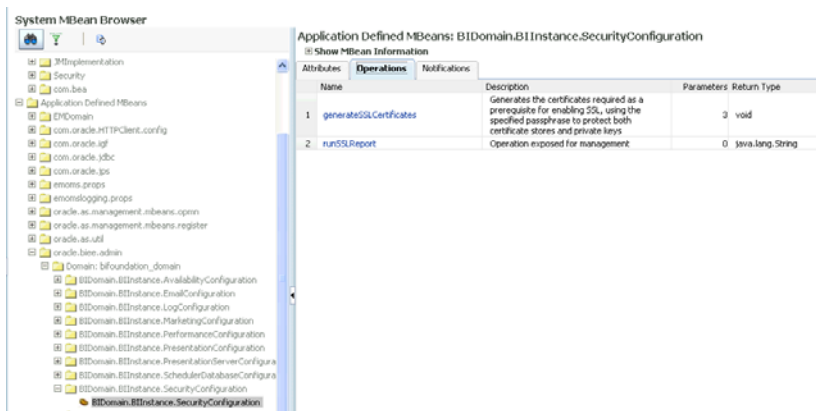 System MBean Browser
JMImplementation
Security
com.bea
Application Defined MBeans
EMDomain
com.oracle.HTTPClient.config
com.oracle.igf
com.oracle.jdbc
com.oracle.jps
emoms.props
emomslogging.props
oracle.as.management.mbeans.opmn
oracle.as.management.mbeans.register
oracle.as.util
oracle.biee.admin
Domain: bifoundation_domain
BIDomain.BIInstance.AvailabilityConfiguration
BIDomain.BIInstance.EmailConfiguration
BIDomain.BIInstance.LogConfiguration
BIDomain.BIInstance.MarketingConfiguration
BIDomain.BIInstance.PerformanceConfiguration
BIDomain.BIInstance.PresentationConfiguration
BIDomain.BIInstance.PresentationServerConfigura
BIDomain.BIInstance.SchedulerDatabaseConfigura
BIDomain.BIInstance.SecurityConfiguration
BIDomain.BIInstance.SecurityConfiguration
Application Defined MBeans: BIDomain.BIInstance.SecurityConfiguration
Show MBean Information
Attributes Operations Notifications
Name Description Parameters Return Type
1 generateSSLCertificates Generates the certificates required as a prerequisite for enabling SSL, using the specified passphrase to protect both certificate stores and private keys 3 void
2 runSSLReport Operation exposed for management 0 java.lang.String